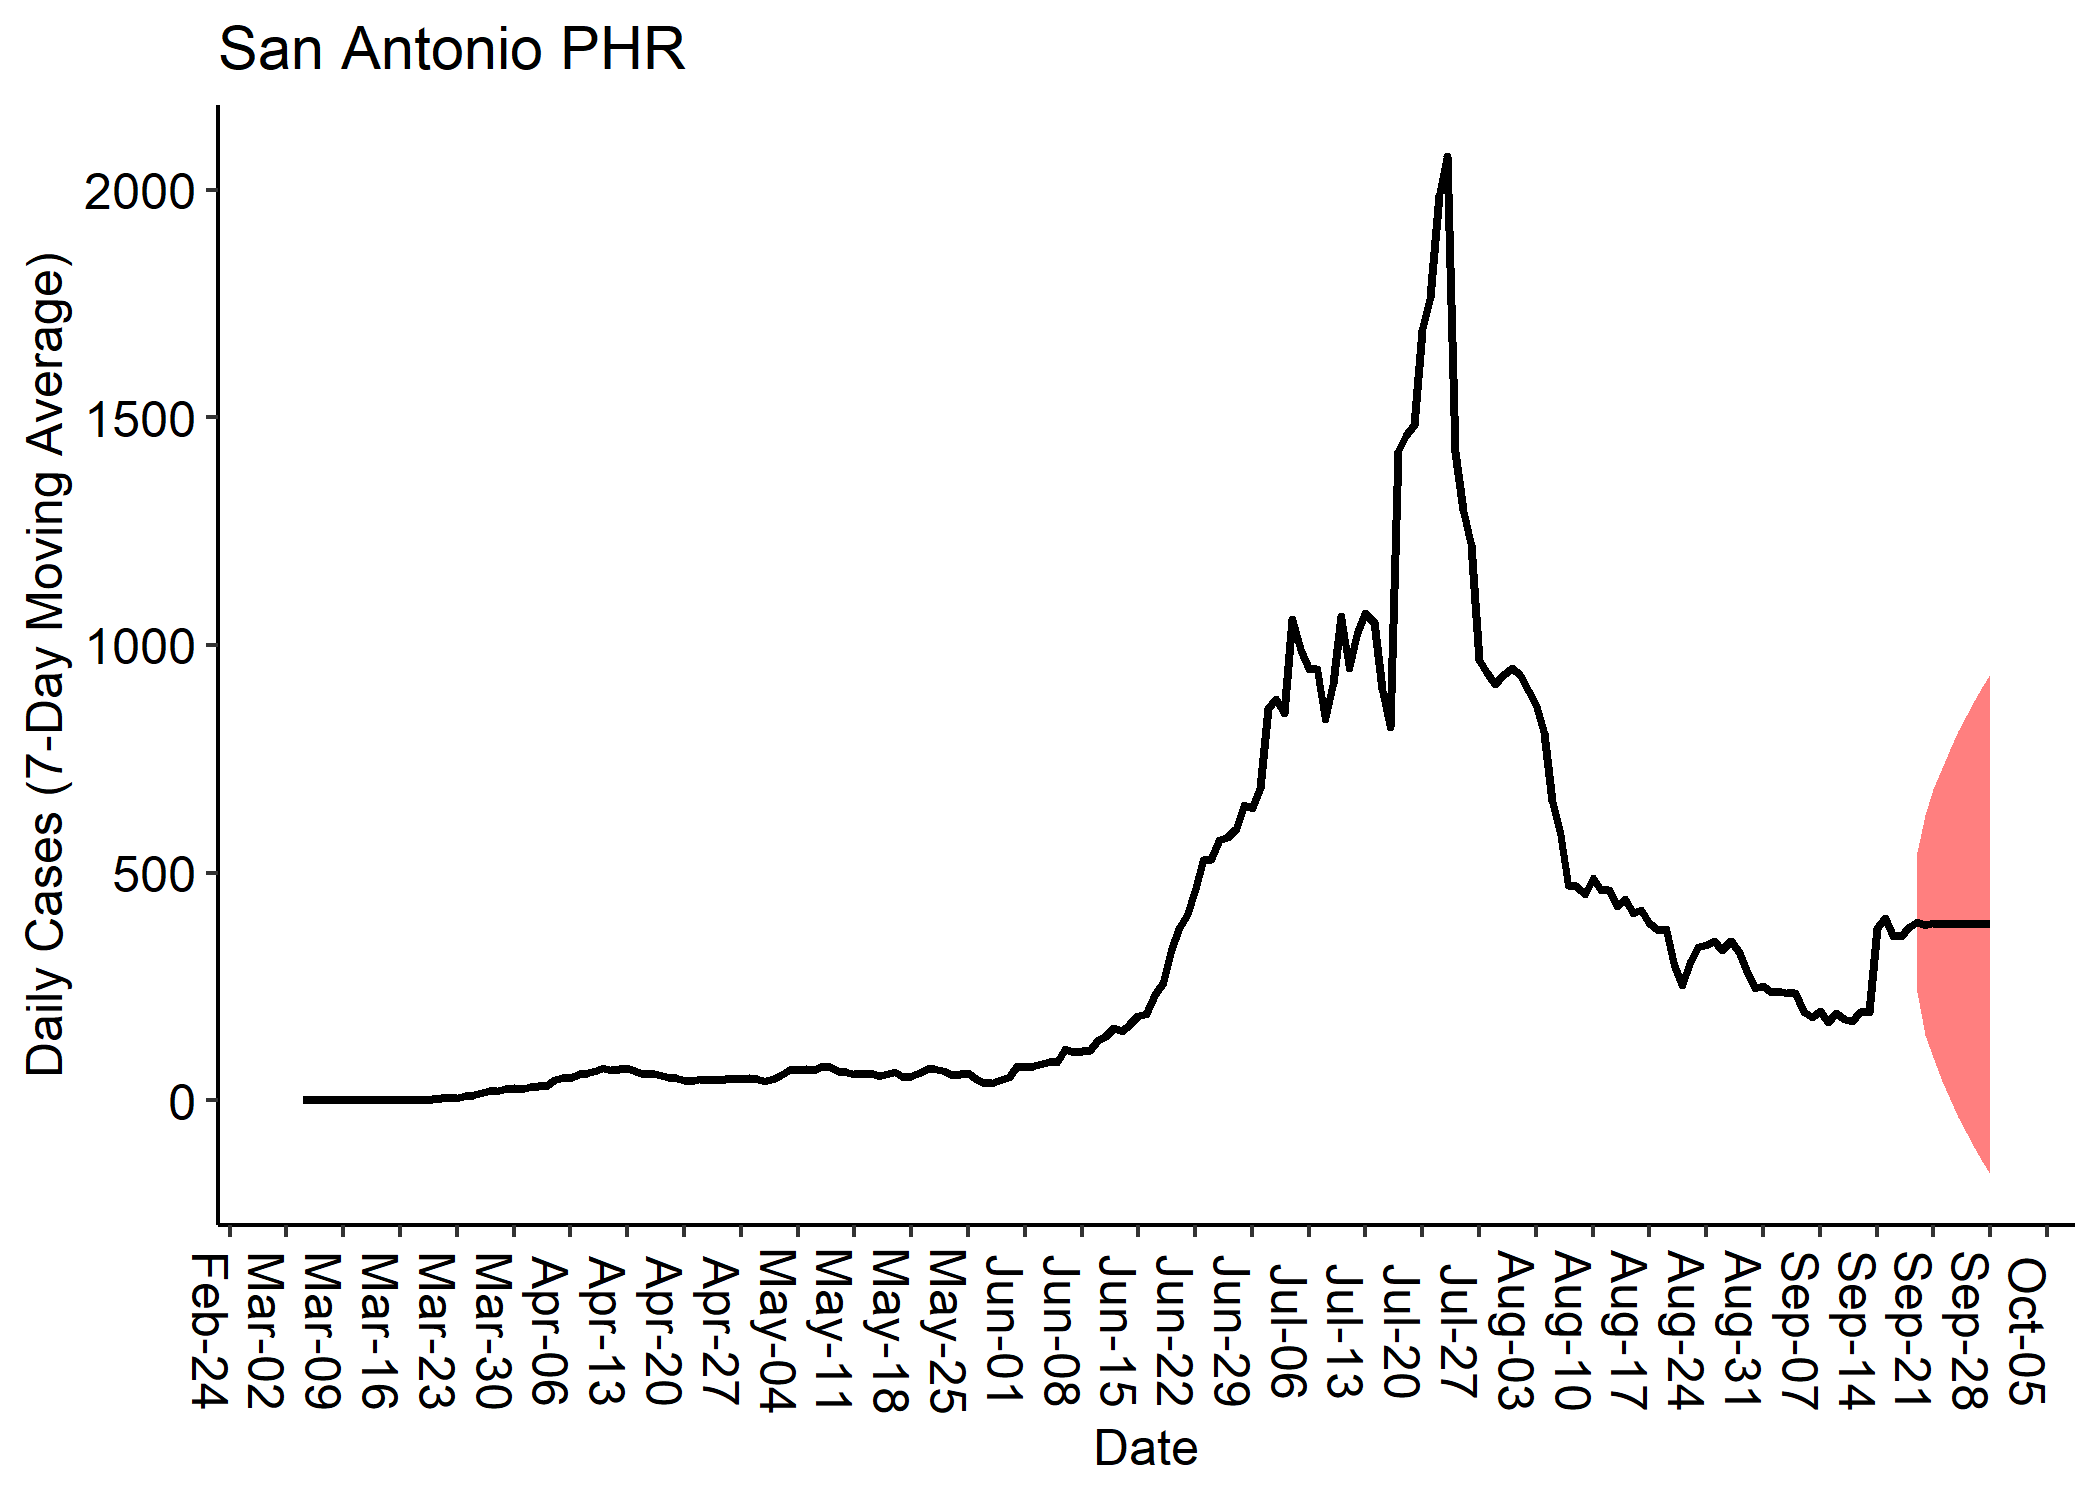 San Antonio PHR
Daily Cases (7-Day Moving Average)
2000
1500
1000
500
0
Feb-24
Mar-02
Mar-09
Mar-16
Mar-23
Mar-30
Apr-06
Apr-13
Apr-20
Apr-27
May-04
May-11
May-18
May-25
Jun-01
Jun-08
Jun-15
Jun-22
Jun-29
Jul-06
Jul-13
Jul-20
Jul-27
Aug-03
Aug-10
Aug-17
Aug-24
Aug-31
Sep-07
Sep-14
Sep-21
Sep-28
Oct-05
Date